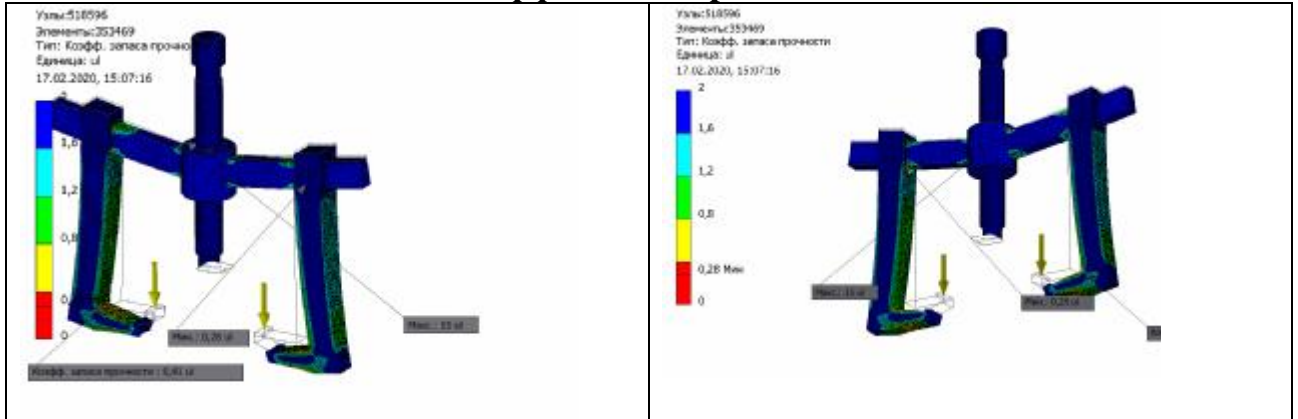 Узлы:518596
Элементы:353469
Тип: Коэфф. запаса прочно
Единица: ul
17.02.2020, 15:07:16
1,6
1,2
0,8
0
Мин.: 0,28 ul
Макс.: 15 ul
Коэфф. запаса прочности : 0,41 ul
Узлы:518596
Элементы:353469
Тип: Коэфф. запаса прочности
Единица: ul
17.02.2020, 15:07:16
2
1,6
1,2
0,8
0,28 Мин
0
Макс.: 15 ul
Мин.: 0,28 ul